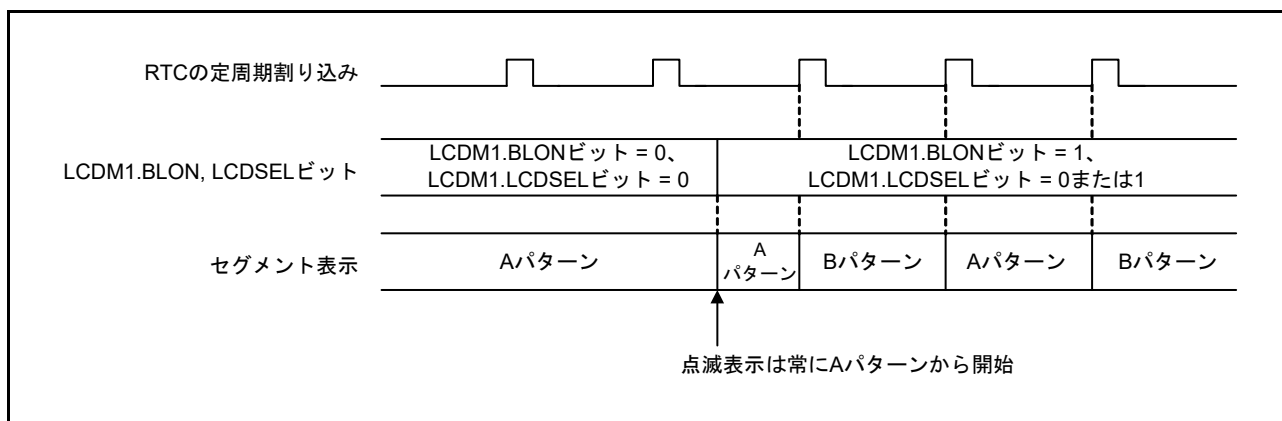 RTCの定周期割り込み
LCDM1.BLON, LCDSELビット
LCDM1.BLONビット = 0、
LCDM1.LCDSELビット = 0
LCDM1.BLONビット = 1、
LCDM1.LCDSELビット = 0または1
セグメント表示
Aパターン
A
パターン
Bパターン
Aパターン
Bパターン
点滅表示は常にAパターンから開始